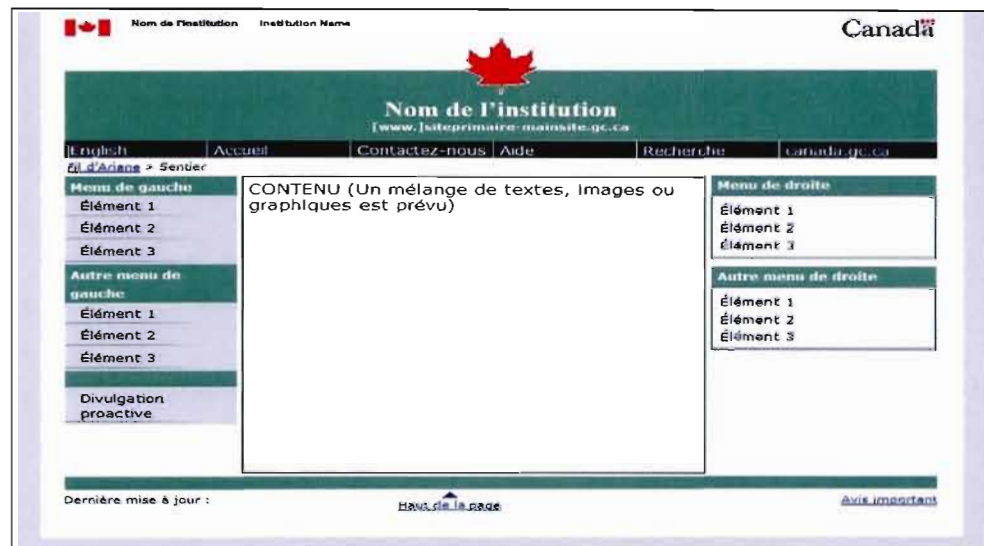 Nom de l'institution Institution Name
Canada
Nom de l'institution
[www.]siteprimaire-mainsite.gc.ca
English Accueil Contactez-nous Aide Recherche canada.gc.ca
Fil d'Ariane > Sentier
Menu de gauche
Élément 1
Élément 2
Élément 3
Autre menu de
gauche
Élément 1
Élément 2
Élément 3
Divulgation
proactive
CONTENU (Un mélange de textes, images ou
graphiques est prévu)
Menu de droite
Élément 1
Élément 2
Élément 3
Autre menu de droite
Élément 1
Élément 2
Élément 3
Dernière mise à jour :
Haut de la page
Avis important